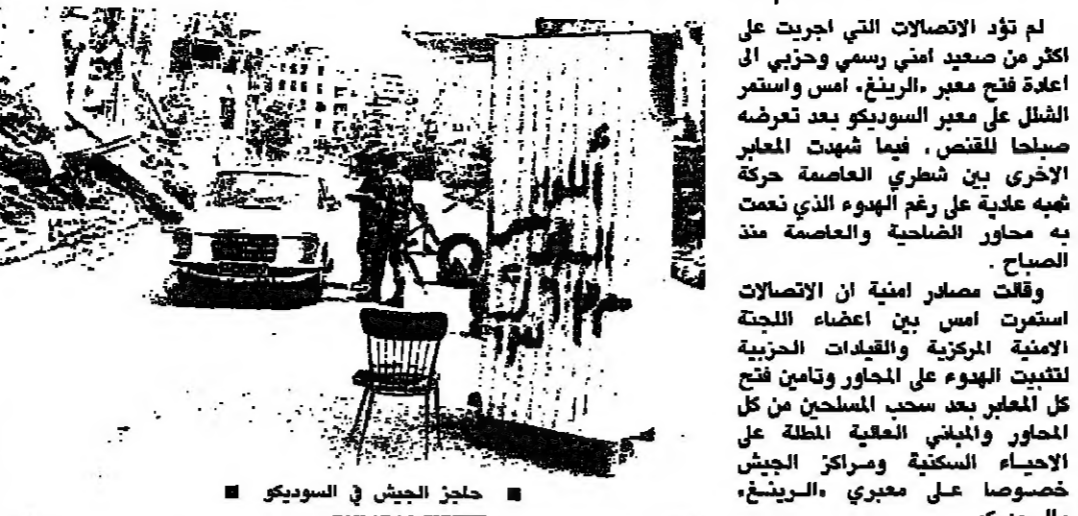 لم تؤد الاتصالات التي اجريت على
اكثر من صعيد امني رسمي وحزبي الى
اعادة فتح معبر «الرينغ» امس واستمر
الشلل على معبر السوديكو بعد تعرضه
صباحا للقنص، فيما شهدت المعابر
الاخرى بين شطري العاصمة حركة
شبه عادية على رغم الهدوء الذي نعمت
به محاور الضاحية والعاصمة منذ
الصباح.
وقالت مصادر امنية ان الاتصالات
استمرت امس بين اعضاء اللجنة
الامنية المركزية والقيادات الحزبية
لتثبيت الهدوء على المحاور وتامين فتح
كل المعابر بعد سحب المسلحين من كل
المحاور والمباني العالية المطلة على
الاحياء السكنية ومراكز الجيش
خصوصا على معبري «الرينغ»
حاجز الجيش في السوديكو